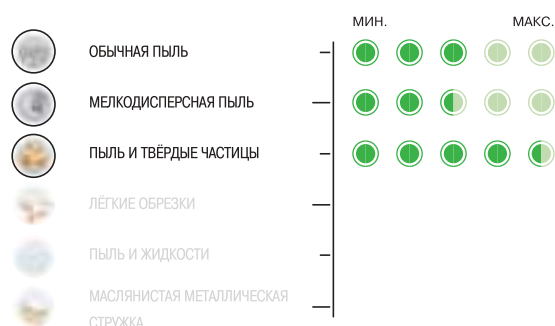 МИН. МАКС.
ОБЫЧНАЯ ПЫЛЬ
МЕЛКОДИСПЕРСНАЯ ПЫЛЬ
ПЫЛЬ И ТВЁРДЫЕ ЧАСТИЦЫ
ЛЁГКИЕ ОБРЕЗКИ
ПЫЛЬ И ЖИДКОСТИ
МАСЛЯНИСТАЯ МЕТАЛЛИЧЕСКАЯ
СТРУЖКА